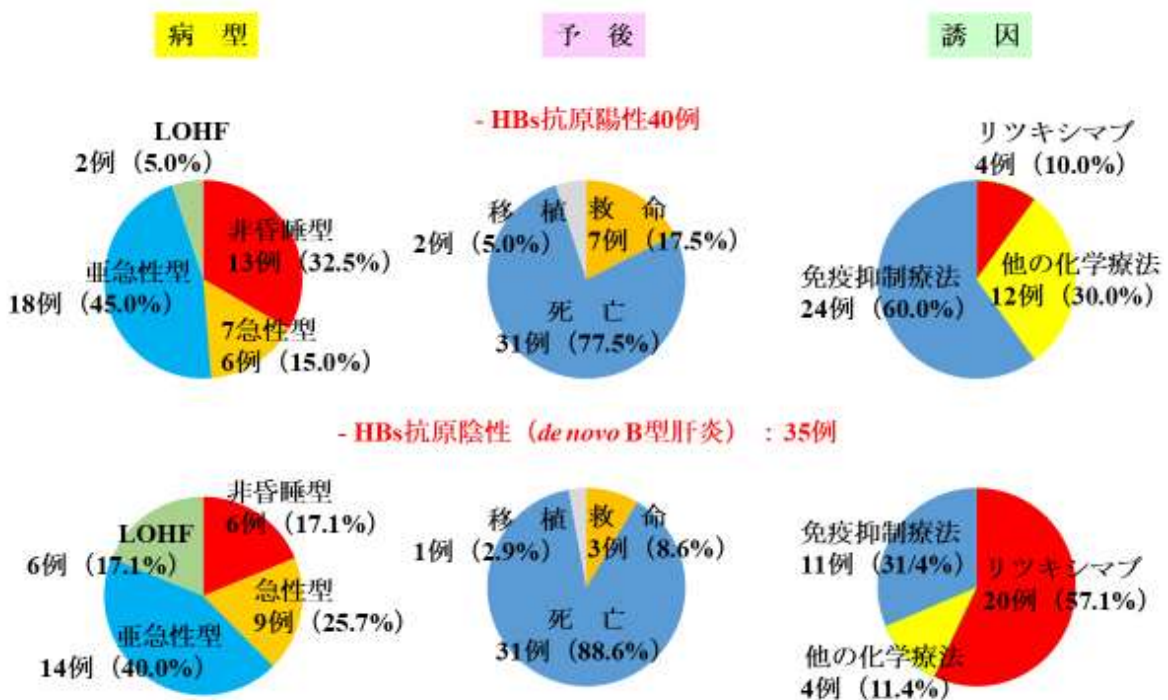 病 型
予 後
誘 因
- HBs抗原陽性40例
LOHF
2例（5.0%）
非昏睡型
13例（32.5%）
亜急性型
18例（45.0%）
7急性型
6例（15.0%）
移 植
2例（5.0%）
救 命
7例（17.5%）
死 亡
31例（77.5%）
リツキシマブ
4例（10.0%）
他の化学療法
12例（30.0%）
免疫抑制療法
24例（60.0%）
- HBs抗原陰性（de novo B型肝炎）：35例
非昏睡型
6例（17.1%）
LOHF
6例（17.1%）
急性型
9例（25.7%）
亜急性型
14例（40.0%）
移 植
1例（2.9%）
救 命
3例（8.6%）
死 亡
31例（88.6%）
免疫抑制療法
11例（31/4%）
リツキシマブ
20例（57.1%）
他の化学療法
4例（11.4%）